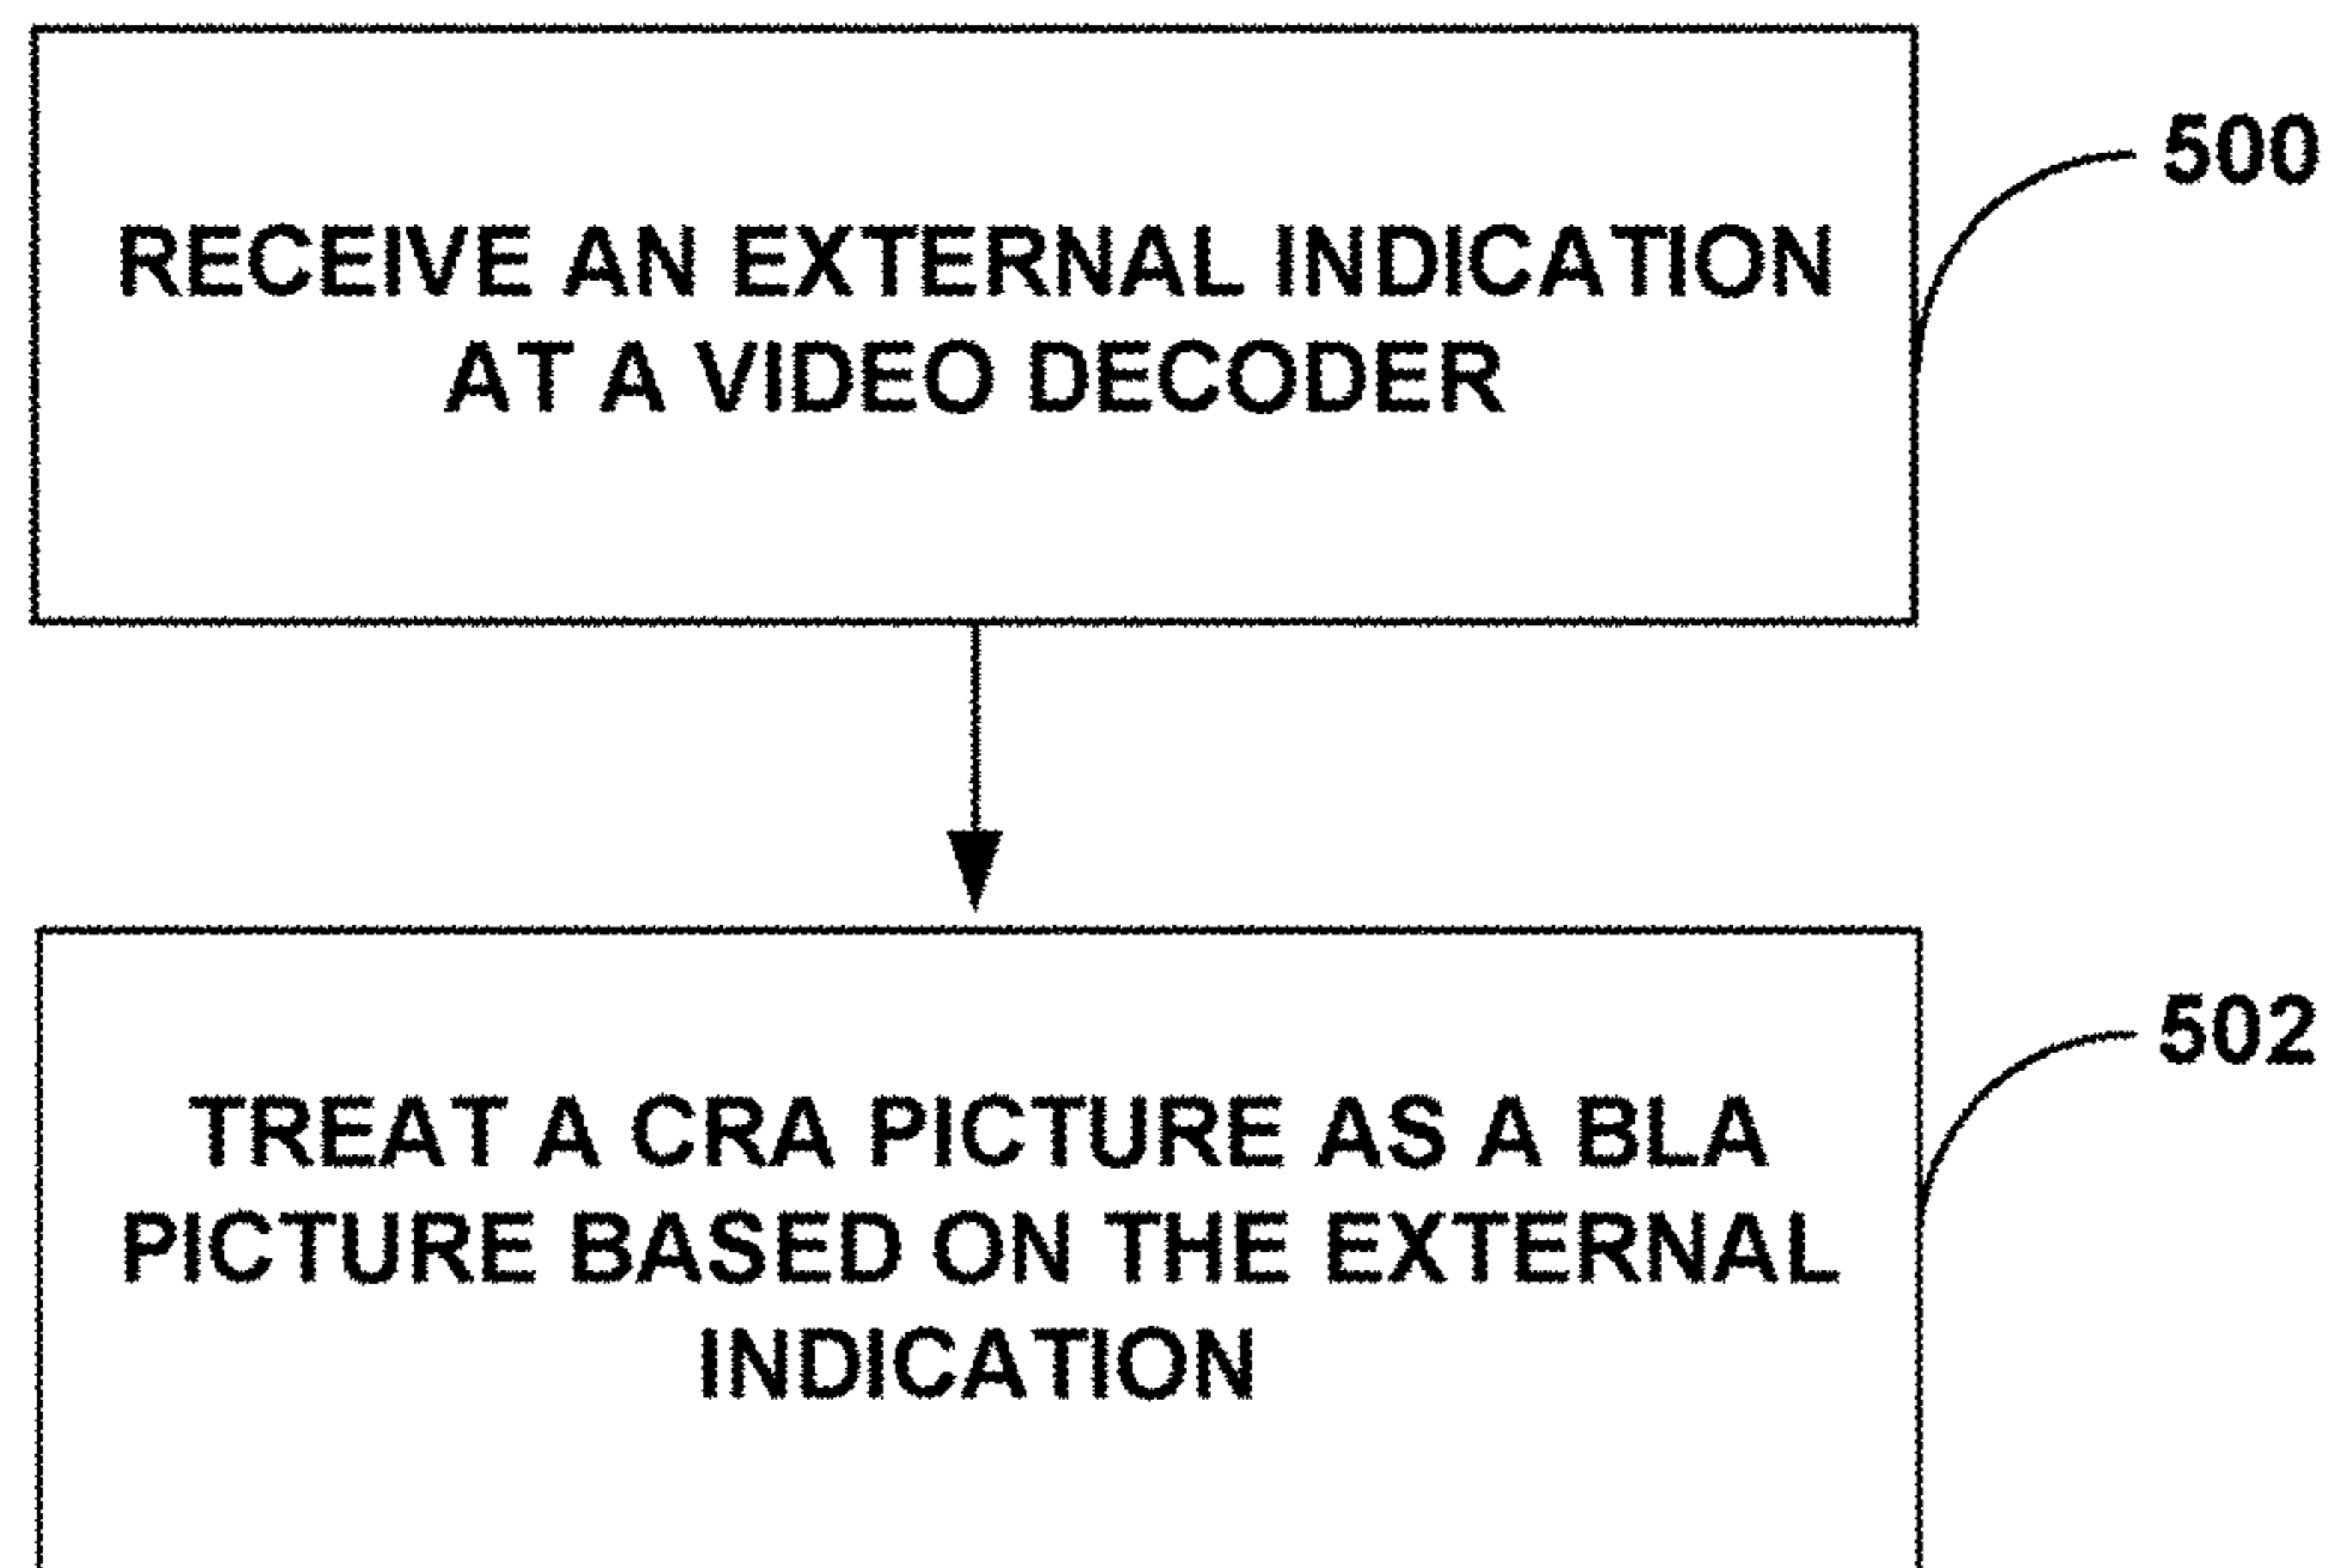 500
RECEIVE AN EXTERNAL INDICATION
AT A VIDEO DECODER
502
TREAT A CRA PICTURE AS A BLA
PICTURE BASED ON THE EXTERNAL
INDICATION